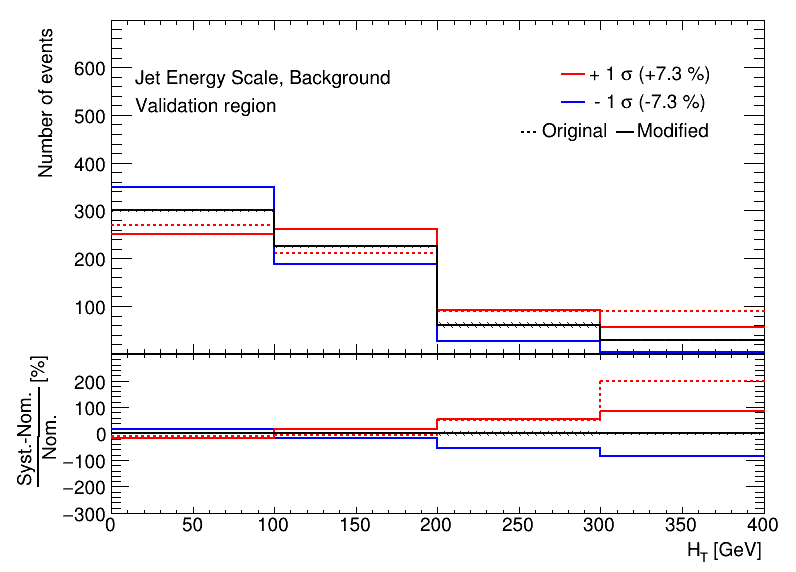 Number of events
600
500
400
300
200
100
Jet Energy Scale, Background
Validation region
+ 1 σ (+7.3 %)
- 1 σ (-7.3 %)
Original Modified
Syst.-Nom.
Nom. [%]
200
100
0
−100
−200
−300
0 50 100 150 200 250 300 350 400
H_T [GeV]